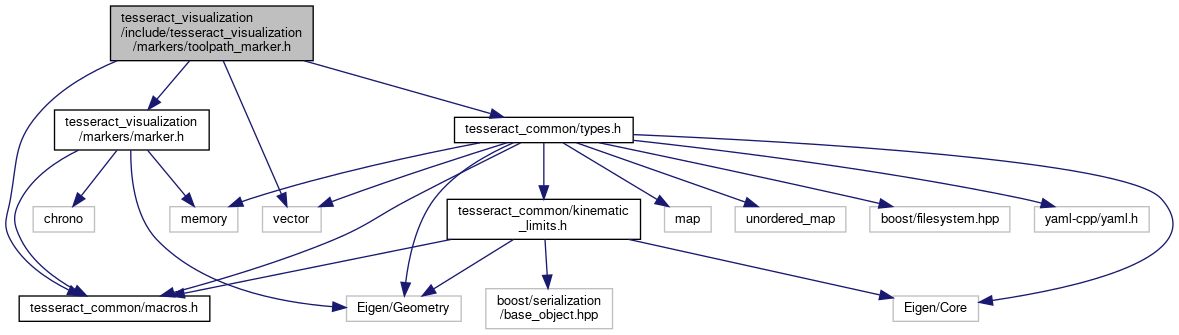 tesseract_visualization
/include/tesseract_visualization
/markers/toolpath_marker.h
tesseract_visualization
/markers/marker.h
tesseract_common/types.h
chrono
memory
vector
tesseract_common/kinematic
_limits.h
map
unordered_map
boost/filesystem.hpp
yaml-cpp/yaml.h
tesseract_common/macros.h
Eigen/Geometry
boost/serialization
/base_object.hpp
Eigen/Core